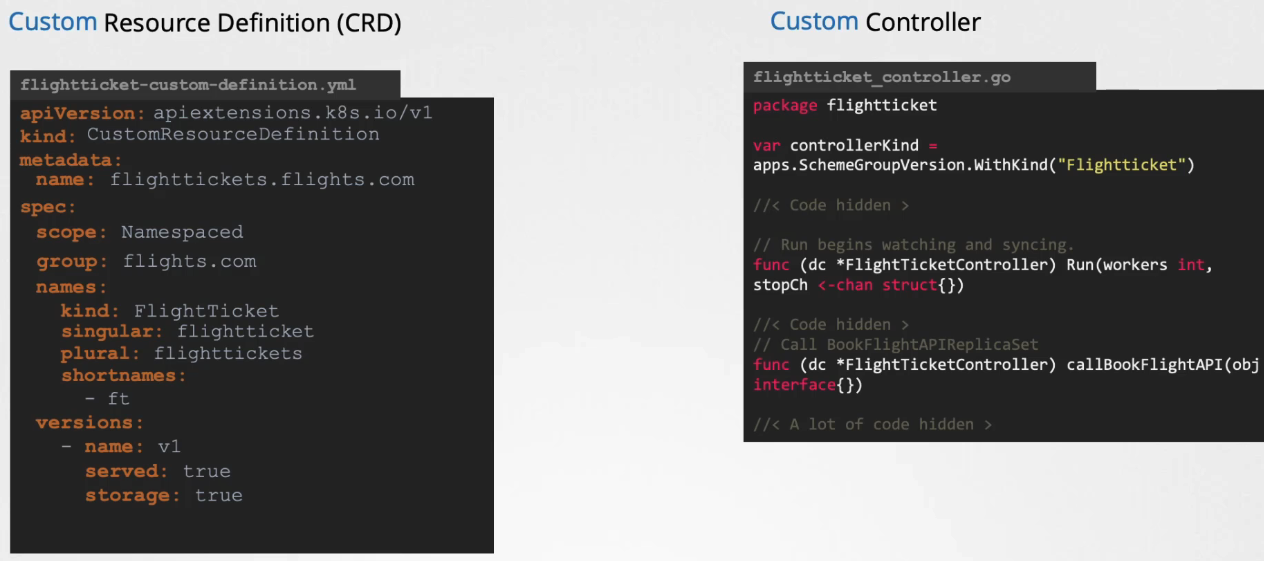 Custom Resource Definition (CRD)
flightticket-custom-definition.yml
apiVersion: apiextensions.k8s.io/v1
kind: CustomResourceDefinition
metadata:
name: flighttickets.flights.com
spec:
scope: Namespaced
group: flights.com
names:
kind: FlightTicket
singular: flightticket
plural: flighttickets
shortnames:
- ft
versions:
- name: v1
served: true
storage: true
Custom Controller
flightticket_controller.go
package flightticket
var controllerKind =
apps.SchemeGroupVersion.WithKind("Flightticket")
//< Code hidden >
// Run begins watching and syncing.
func (dc *FlightTicketController) Run(workers int,
stopCh <-chan struct{})
//< Code hidden >
// Call BookFlightAPIReplicaSet
func (dc *FlightTicketController) callBookFlightAPI(obj
interface{})
//< A lot of code hidden >